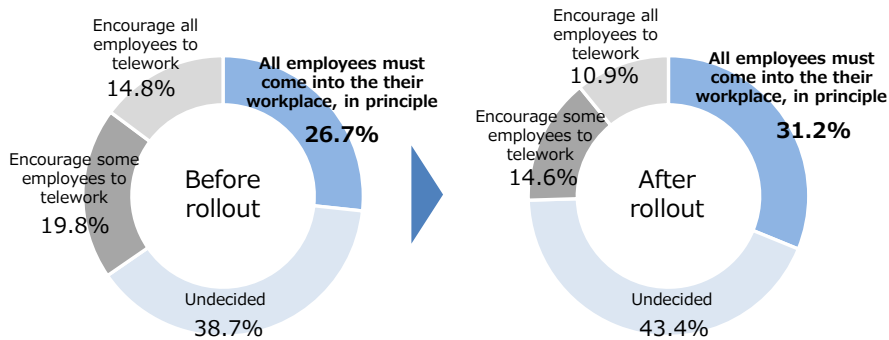 Encourage all
employees to
telework
14.8%
All employees must
come into the their
workplace, in principle
26.7%
Encourage some
employees to
telework
19.8%
Before
rollout
Undecided
38.7%
Encourage all
employees to
telework
10.9%
All employees must
come into the their
workplace, in principle
31.2%
Encourage some
employees to
telework
14.6%
After
rollout
Undecided
43.4%